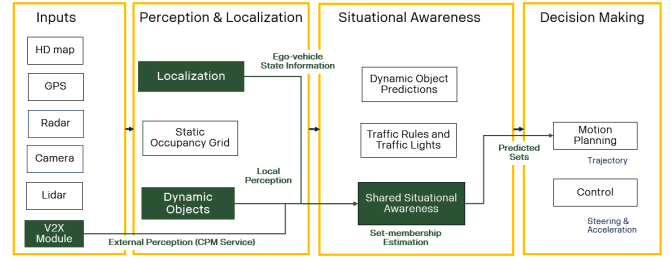 Inputs
HD map
GPS
Radar
Camera
Lidar
V2X
Module
Perception & Localization
Localization
Static
Occupancy Grid
Dynamic
Objects
External Perception (CPM Service)
Local
Perception
Ego-vehicle
State Information
Situational Awareness
Dynamic Object
Predictions
Traffic Rules and
Traffic Lights
Shared Situational
Awareness
Set-membership
Estimation
Predicted
Sets
Decision Making
Motion
Planning
Trajectory
Control
Steering &
Acceleration